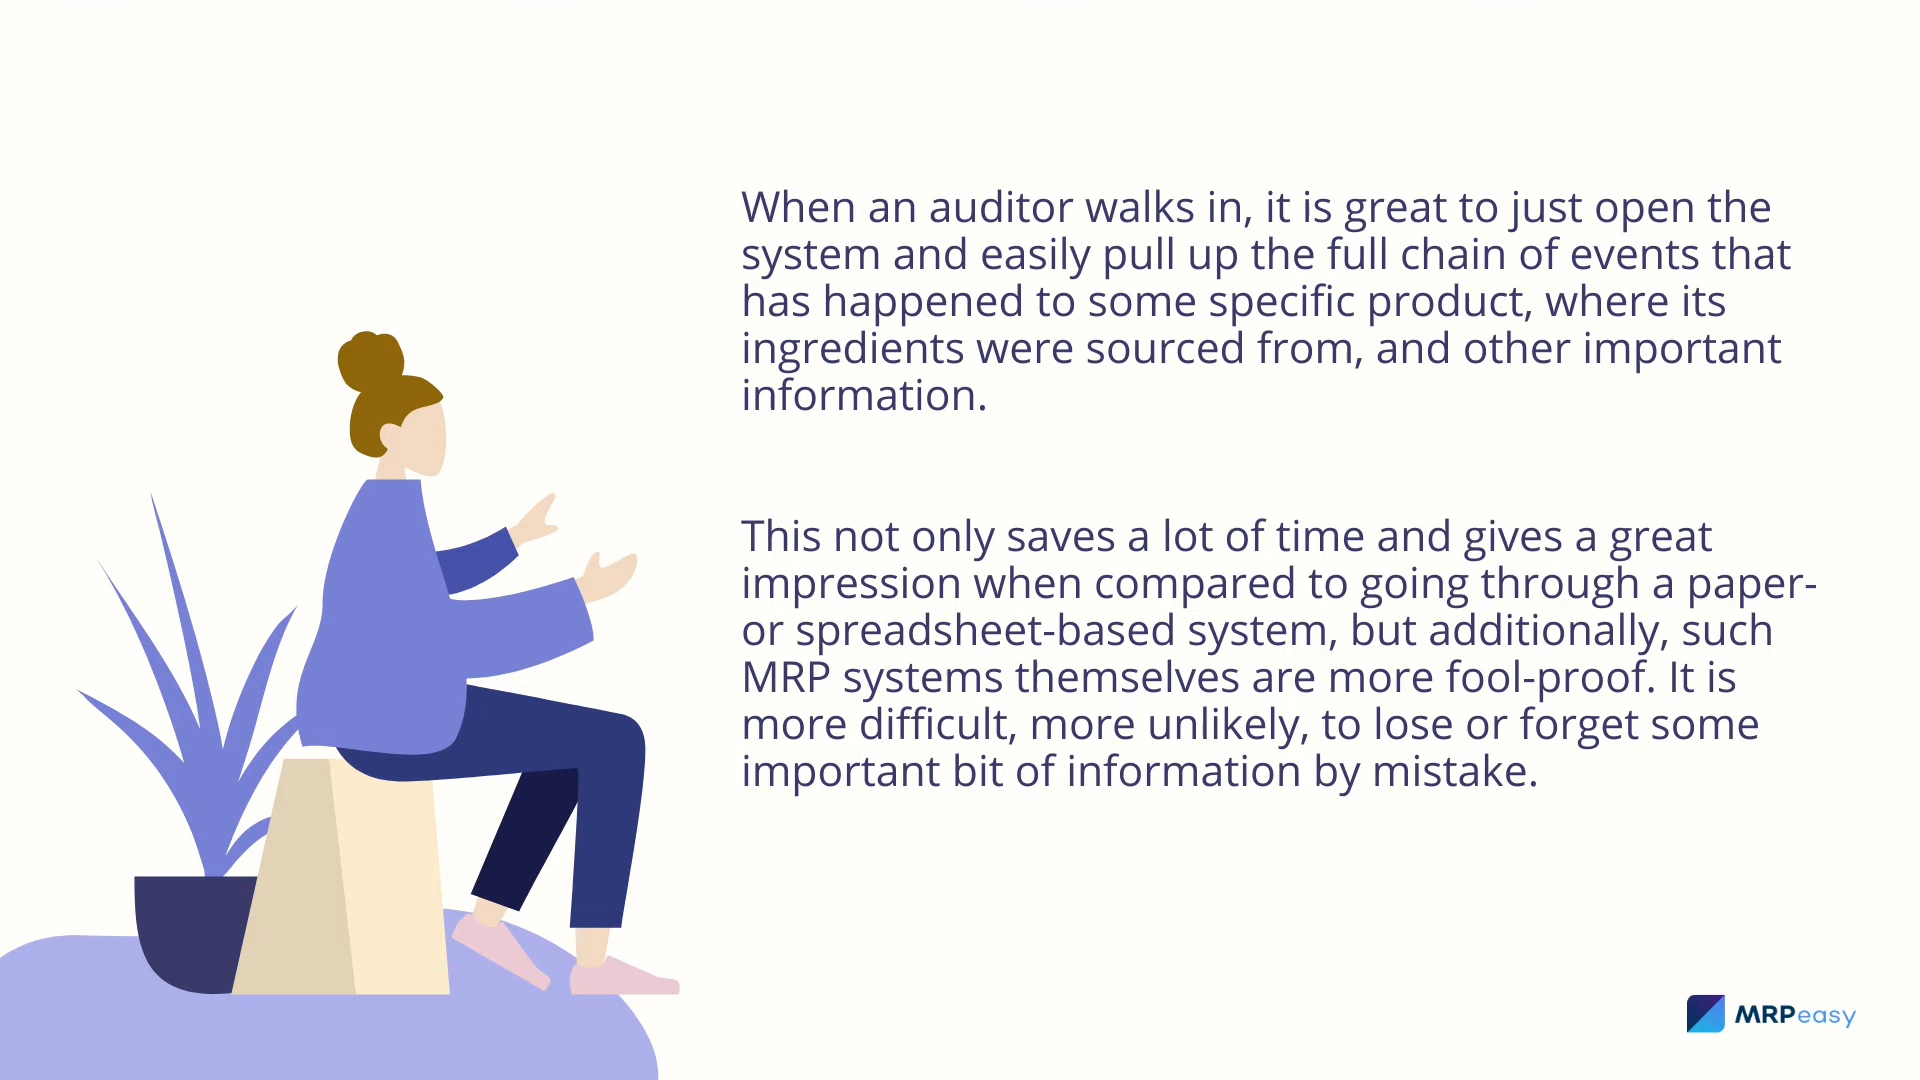 When an auditor walks in, it is great to just open the
system and easily pull up the full chain of events that
has happened to some specific product, where its
ingredients were sourced from, and other important
information.
This not only saves a lot of time and gives a great
impression when compared to going through a paper-
or spreadsheet-based system, but additionally, such
MRP systems themselves are more fool-proof. It is
more difficult, more unlikely, to lose or forget some
important bit of information by mistake.
MRPeasy